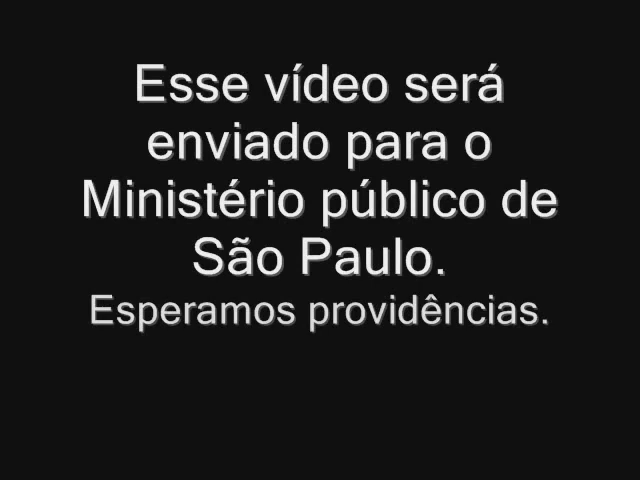 Esse vídeo será
enviado para o
Ministério público de
São Paulo.
Esperamos providências.